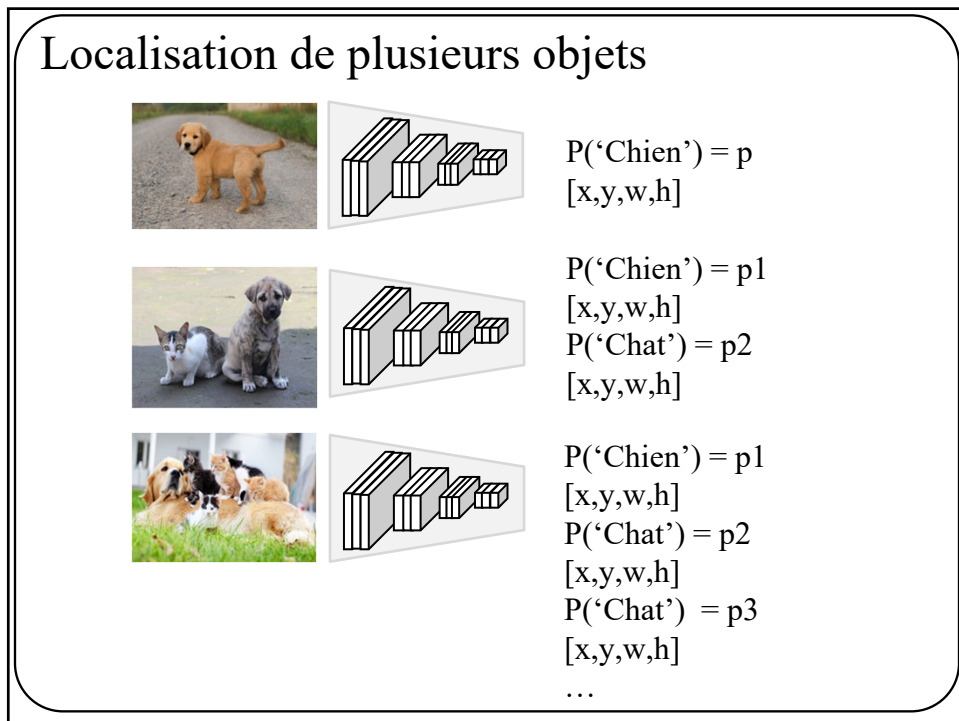 Localisation de plusieurs objets
P(‘Chien’) = p
[x,y,w,h]
P(‘Chien’) = p1
[x,y,w,h]
P(‘Chat’) = p2
[x,y,w,h]
P(‘Chien’) = p1
[x,y,w,h]
P(‘Chat’) = p2
[x,y,w,h]
P(‘Chat’)  = p3
[x,y,w,h]
…